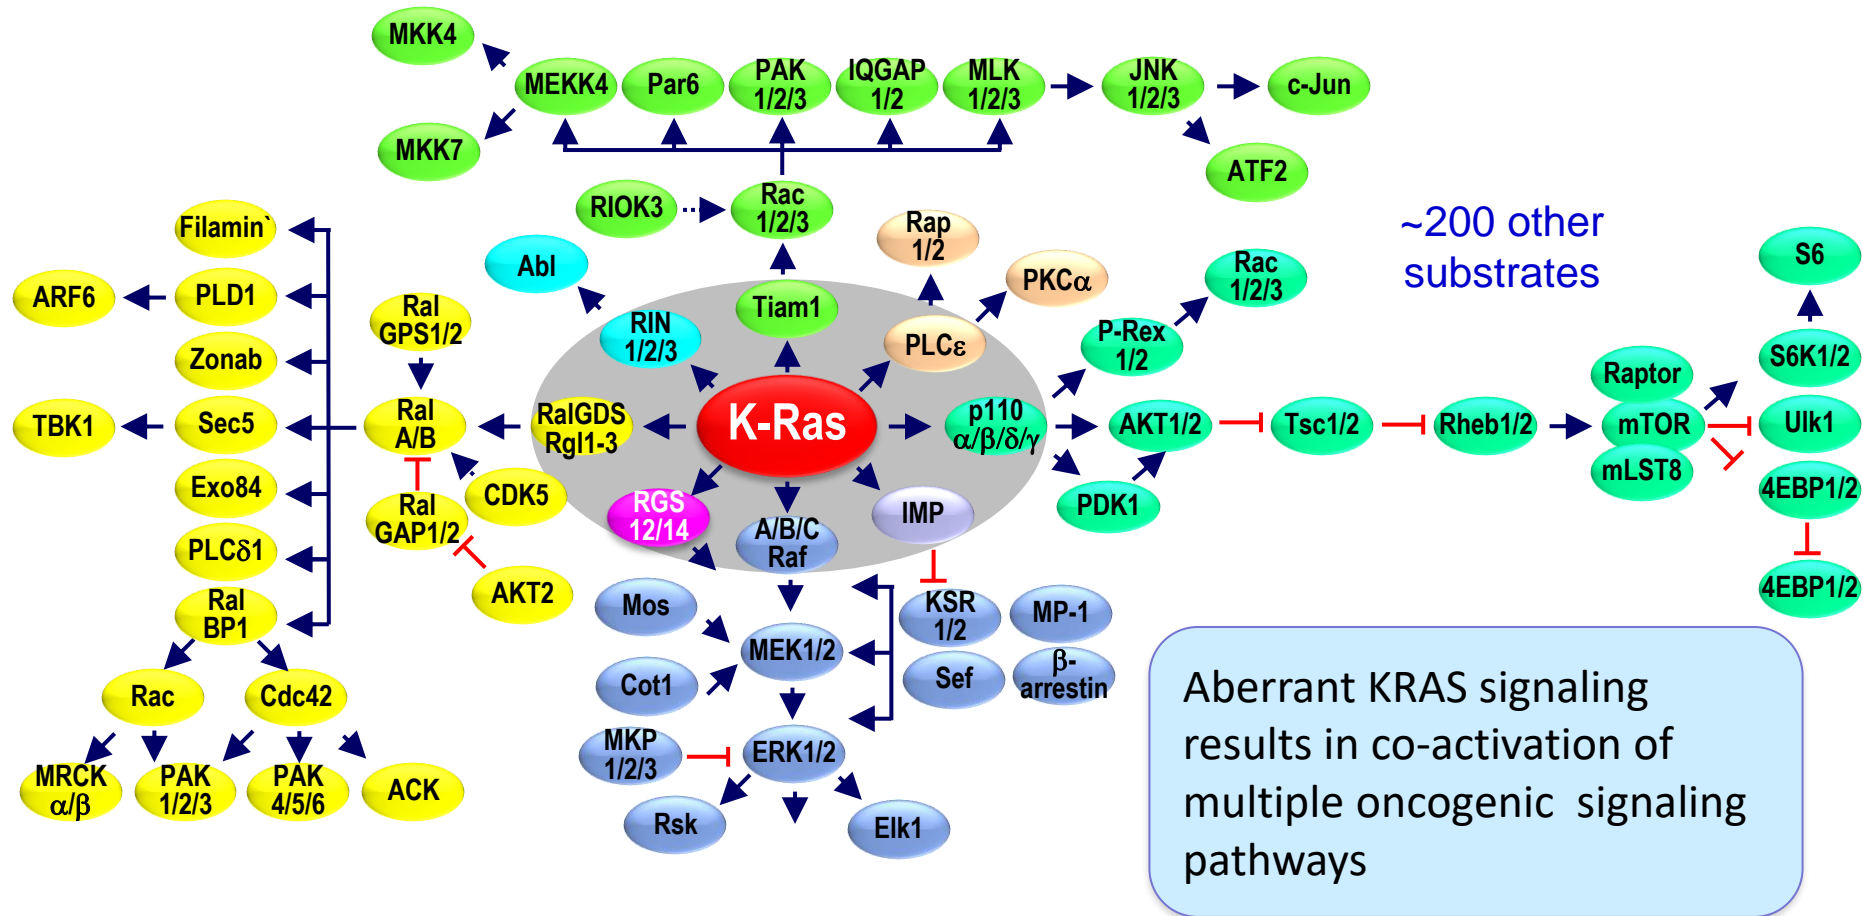 MKK4
MEKK4
Par6
PAK
1/2/3
IQGAP
1/2
MLK
1/2/3
JNK
1/2/3
c-Jun
MKK7
ATF2
RIOK3
Rac
1/2/3
Filamin`
Rap
1/2
~200 other
substrates
S6
Abl
PKCα
Rac
1/2/3
ARF6
PLD1
Ral
GPS1/2
Tiam1
RIN
1/2/3
PLCε
P-Rex
1/2
Zonab
S6K1/2
Raptor
TBK1
Sec5
Ral
A/B
RalGDS
Rgl1-3
K-Ras
p110
α/β/δ/γ
AKT1/2
Tsc1/2
Rheb1/2
mTOR
Ulk1
mLST8
Exo84
CDK5
4EBP1/2
Ral
GAP1/2
RGS
12/14
A/B/C
Raf
IMP
PDK1
PLCδ1
AKT2
4EBP1/2
Ral
BP1
Mos
KSR
1/2
MP-1
MEK1/2
Cot1
Sef
β-
arrestin
Rac
Cdc42
MKP
1/2/3
ERK1/2
MRCK
α/β
PAK
1/2/3
PAK
4/5/6
ACK
Rsk
Elk1
Aberrant KRAS signaling
results in co-activation of
multiple oncogenic signaling
pathways